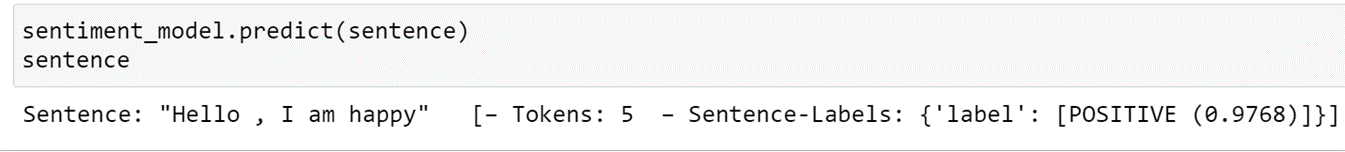 sentiment_model.predict(sentence)
sentence
Sentence: "Hello , I am happy"   [− Tokens: 5  − Sentence-Labels: {'label': [POSITIVE (0.9768)]}]